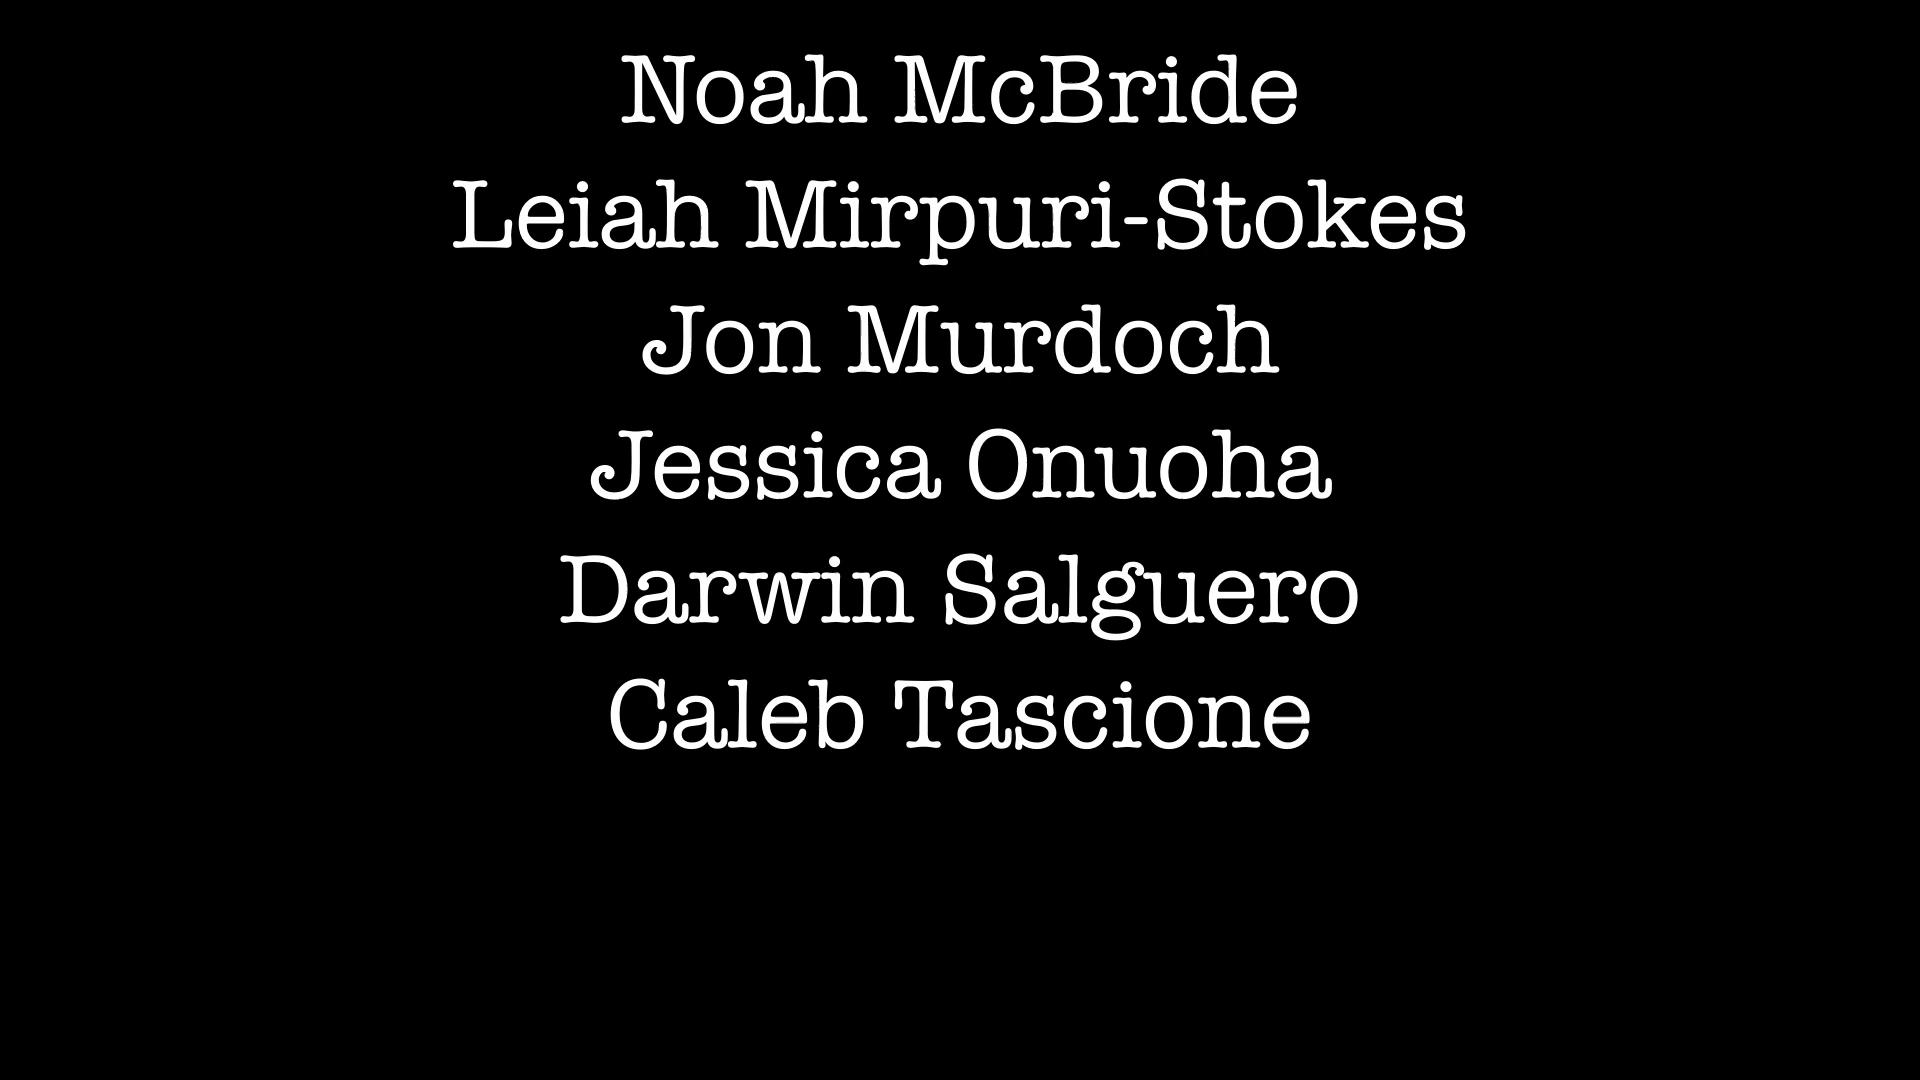 Noah McBride
Leiah Mirpuri-Stokes
Jon Murdoch
Jessica Onuoha
Darwin Salguero
Caleb Tascione